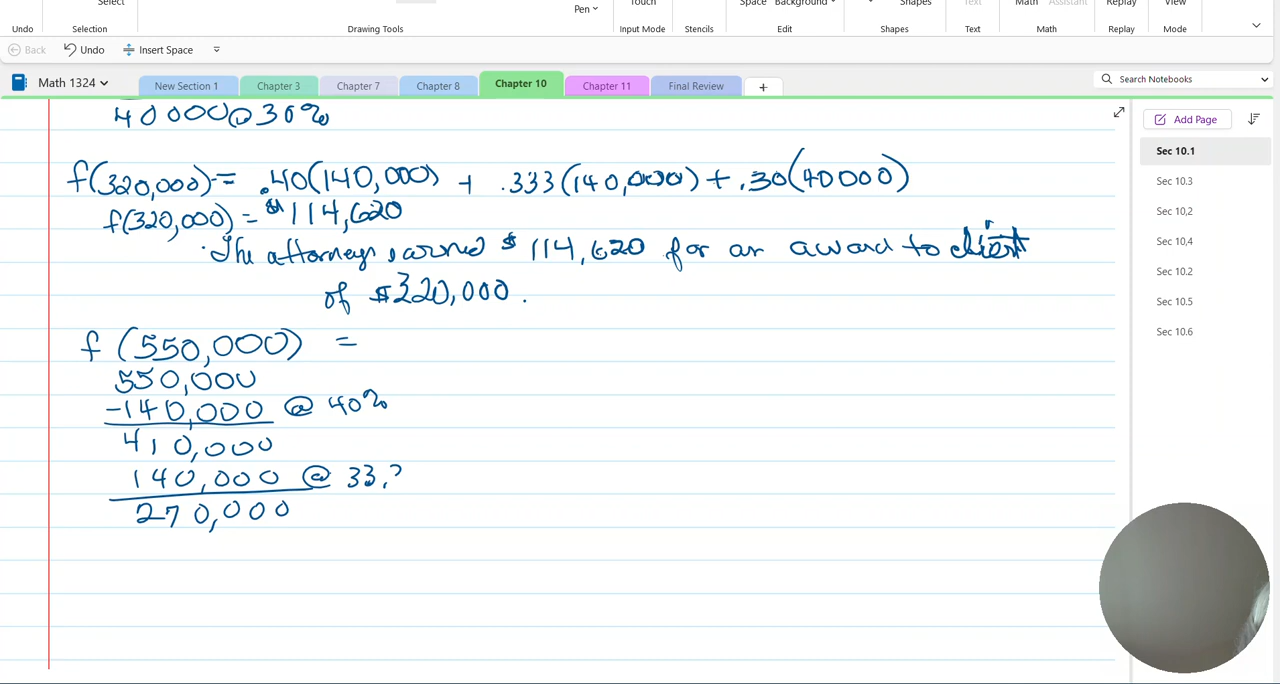 Select
Pen
Touch
Space Background
Shapes
Text
Math Assistant
Replay
View
Undo
Selection
Drawing Tools
Input Mode
Stencils
Edit
Shapes
Text
Math
Replay
Mode
Back Undo Insert Space
Math 1324
New Section 1 Chapter 3 Chapter 7 Chapter 8 Chapter 10 Chapter 11 Final Review +
Search Notebooks
40000@30%
f(320,000)= .40(140,000) + .333(140,000) + .30(40000)
f(320,000) = $114,620
The attorneys earned $114,620 for an award to client
of $320,000.
f (550,000) =
550,000
-140,000 @ 40%
410,000
140,000 @ 33.3
270,000
Add Page
Sec 10.1
Sec 10.3
Sec 10,2
Sec 10,4
Sec 10.2
Sec 10.5
Sec 10.6